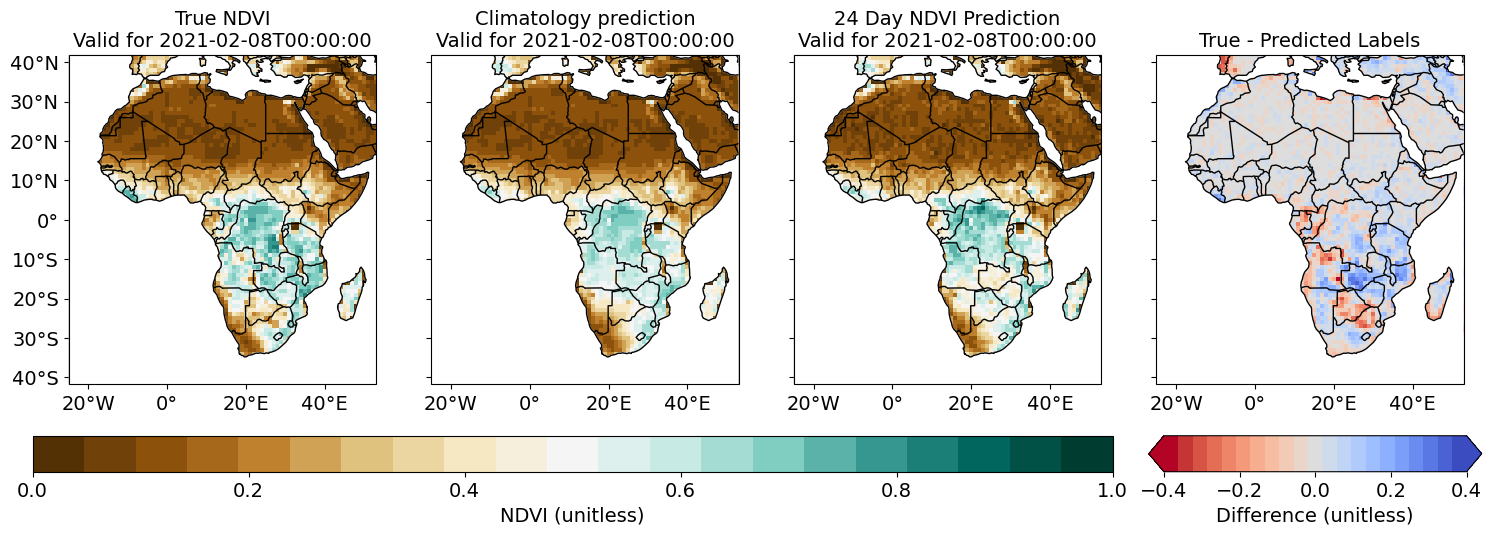 True NDVI
Valid for 2021-02-08T00:00:00
Climatology prediction
Valid for 2021-02-08T00:00:00
24 Day NDVI Prediction
Valid for 2021-02-08T00:00:00
True - Predicted Labels
40°N
30°N
20°N
10°N
0°
10°S
20°S
30°S
40°S
20°W 0° 20°E 40°E
20°W 0° 20°E 40°E
20°W 0° 20°E 40°E
20°W 0° 20°E 40°E
0.0 0.2 0.4 0.6 0.8 1.0
NDVI (unitless)
−0.4 −0.2 0.0 0.2 0.4
Difference (unitless)